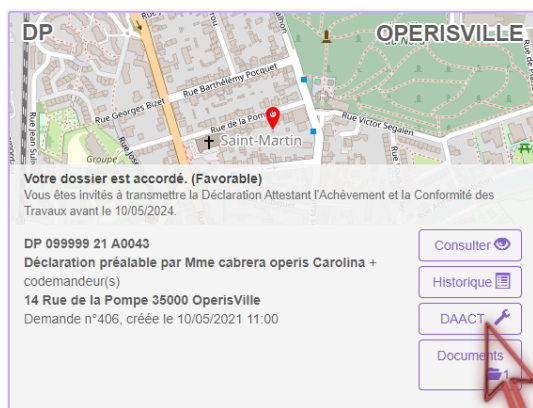 DP
OPERISVILLE
Rue Barthélémy Pocquet
Rue Georges Bizet
Rue de la Pom
Rue Victor Segalen
Rue Jean
Saint-Martin
Groupe
Votre dossier est accordé. (Favorable)
Vous êtes invités à transmettre la Déclaration Attestant l'Achèvement et la Conformité des
Travaux avant le 10/05/2024.
DP 099999 21 A0043
Déclaration préalable par Mme cabrera operis Carolina +
codemandeur(s)
14 Rue de la Pompe 35000 OperisVille
Demande n°406, créée le 10/05/2021 11:00
Consulter
Historique
DAACT
Documents
1